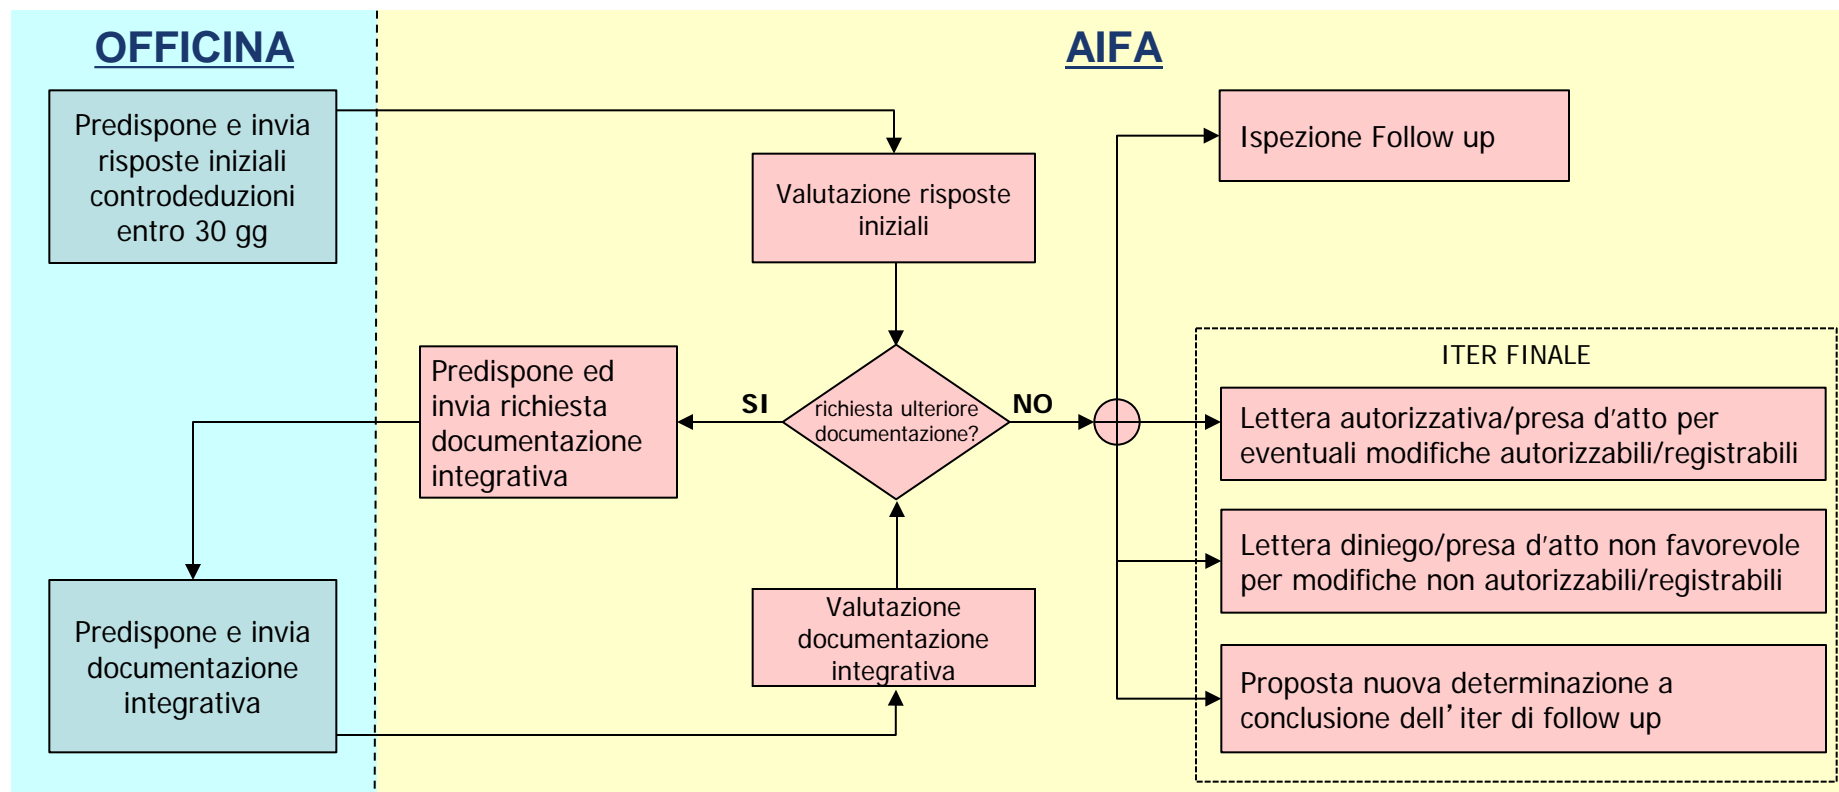 OFFICINA
AIFA
Predispone e invia
risposte iniziali
controdeduzioni
entro 30 gg
Valutazione risposte
iniziali
Ispezione Follow up
Predispone ed
invia richiesta
documentazione
integrativa
SI
richiesta ulteriore
documentazione?
NO
ITER FINALE
Lettera autorizzativa/presa d'atto per
eventuali modifiche autorizzabili/registrabili
Lettera diniego/presa d'atto non favorevole
per modifiche non autorizzabili/registrabili
Predispone e invia
documentazione
integrativa
Valutazione
documentazione
integrativa
Proposta nuova determinazione a
conclusione dell’iter di follow up